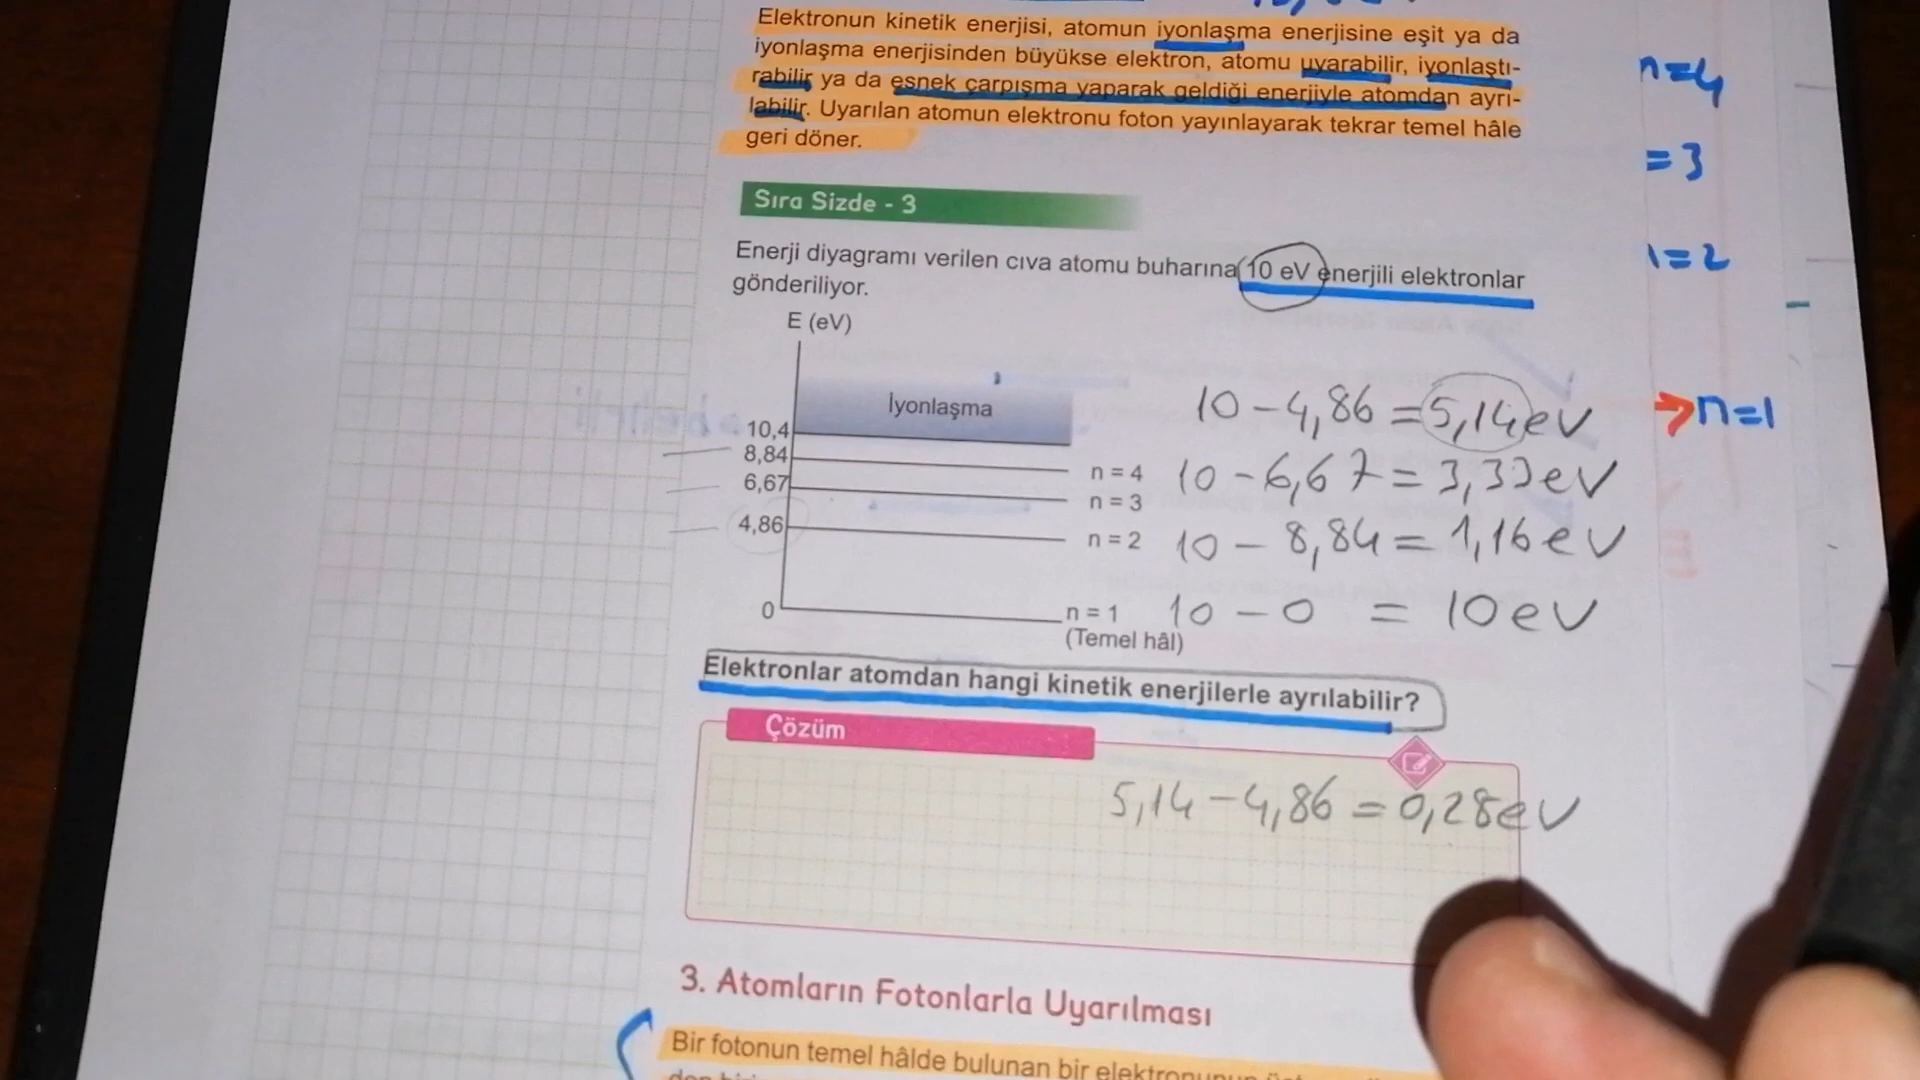 Elektronun kinetik enerjisi, atomun iyonlaşma enerjisine eşit ya da
iyonlaşma enerjisinden büyükse elektron, atomu uyarabilir, iyonlaştı-
rabilir ya da esnek çarpışma yaparak geldiği enerjiyle atomdan ayrı-
labilir. Uyarılan atomun elektronu foton yayınlayarak tekrar temel hâle
geri döner.
n=4
=3
n=2
n=1
Sıra Sizde - 3
Enerji diyagramı verilen cıva atomu buharına 10 eV enerjili elektronlar
gönderiliyor.
E (eV)
İyonlaşma
10,4
8,84 n = 4
6,67 n = 3
4,86 n = 2
0 n = 1
(Temel hâl)
10 - 4,86 = 5,14 eV
10 - 6,67 = 3,33 eV
10 - 8,84 = 1,16 eV
10 - 0 = 10 eV
Elektronlar atomdan hangi kinetik enerjilerle ayrılabilir?
Çözüm
5,14 - 4,86 = 0,28 eV
3. Atomların Fotonlarla Uyarılması
Bir fotonun temel hâlde bulunan bir elektronunun